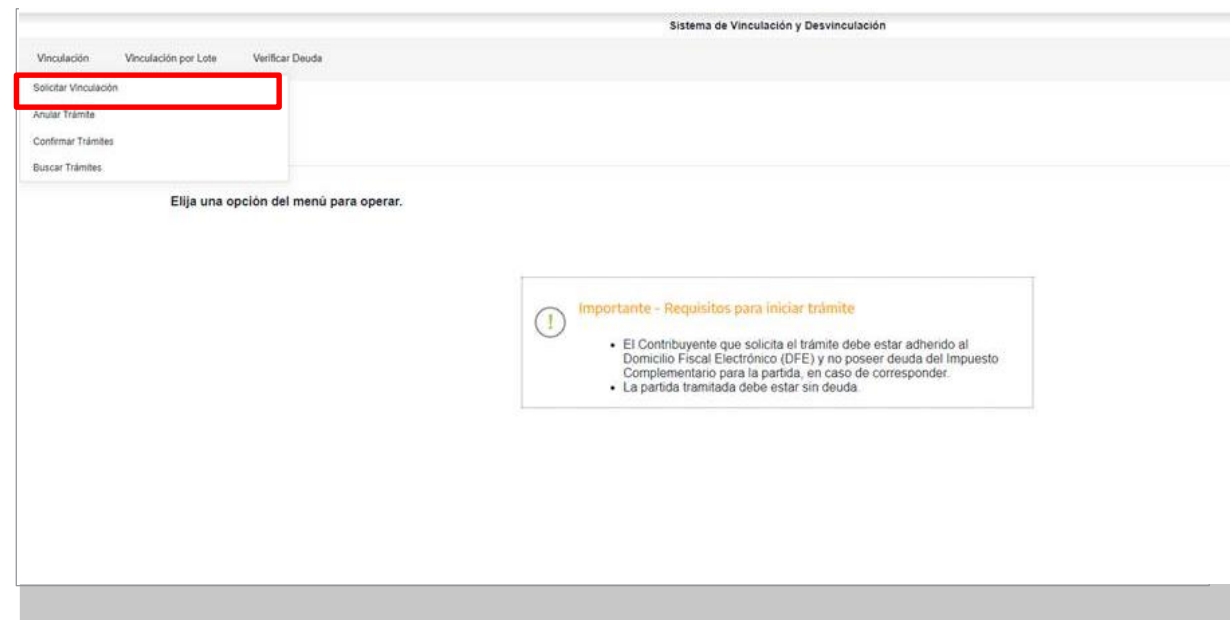 Sistema de Vinculación y Desvinculación
Vinculación Vinculación por Lote Verificar Deuda
Solicitar Vinculación
Anular Trámite
Confirmar Trámites
Buscar Trámites
Elija una opción del menú para operar.
Importante - Requisitos para iniciar trámite
• El Contribuyente que solicita el trámite debe estar adherido al
Domicilio Fiscal Electrónico (DFE) y no poseer deuda del Impuesto
Complementario para la partida, en caso de corresponder.
• La partida tramitada debe estar sin deuda.